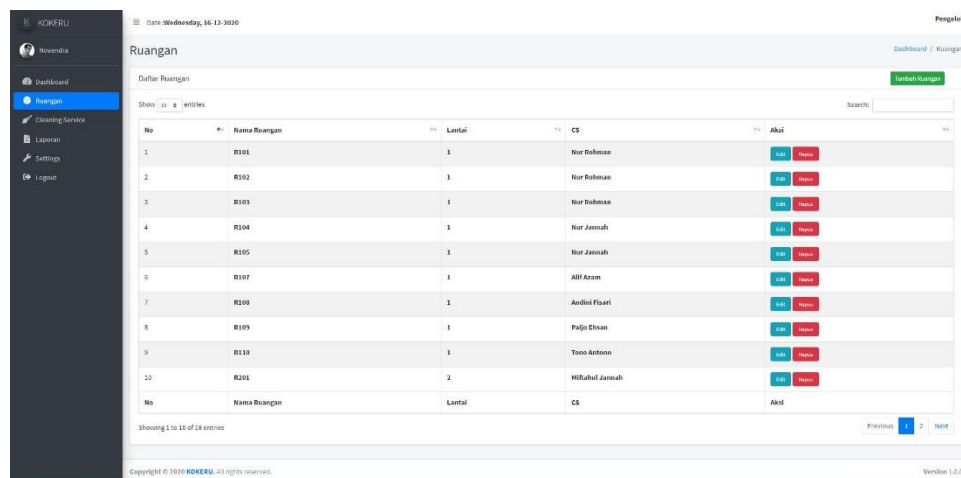 K KOKERU
Date :Wednesday, 16-12-2020
Pengelo
Novendra
Ruangan
Dashboard / Ruangan
Dashboard
Ruangan
Cleaning Service
Laporan
Settings
Logout
Daftar Ruangan
Tambah Ruangan
Show 10 entries
Search:
No Nama Ruangan Lantai CS Aksi
1 R101 1 Nur Rohman Edit Hapus
2 R102 1 Nur Rohman Edit Hapus
3 R103 1 Nur Rohman Edit Hapus
4 R104 1 Nur Jannah Edit Hapus
5 R105 1 Nur Jannah Edit Hapus
6 R107 1 Alif Azam Edit Hapus
7 R108 1 Andini Fisari Edit Hapus
8 R109 1 Paijo Ehsan Edit Hapus
9 R110 1 Tono Antono Edit Hapus
10 R201 2 Miftahul Jannah Edit Hapus
No Nama Ruangan Lantai CS Aksi
Showing 1 to 10 of 18 entries
Previous 1 2 Next
Copyright © 2020 KOKERU. All rights reserved.
Version 1.0.0